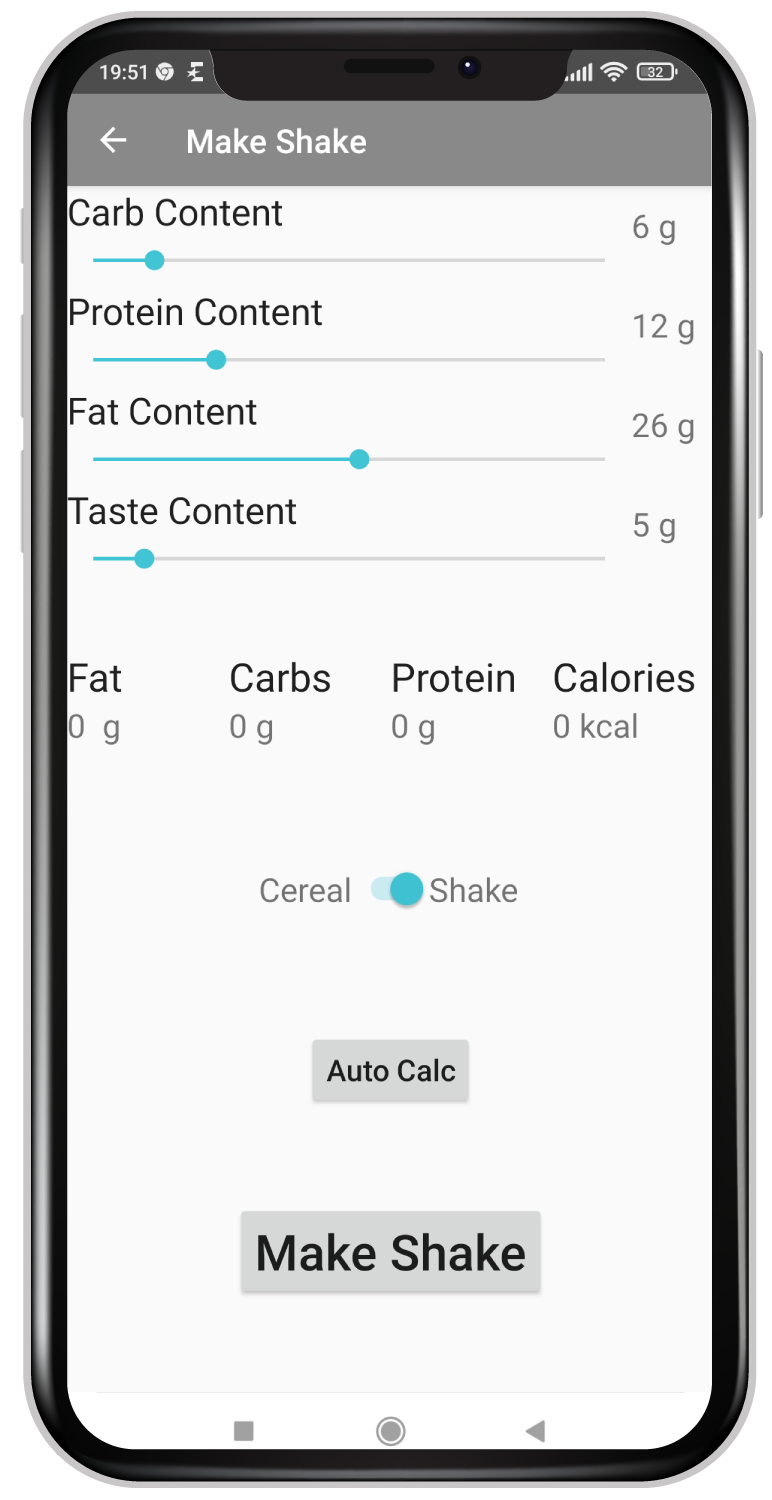 19:51
32
Make Shake
Carb Content
6 g
Protein Content
12 g
Fat Content
26 g
Taste Content
5 g
Fat Carbs Protein Calories
0 g 0 g 0 g 0 kcal
Cereal Shake
Auto Calc
Make Shake